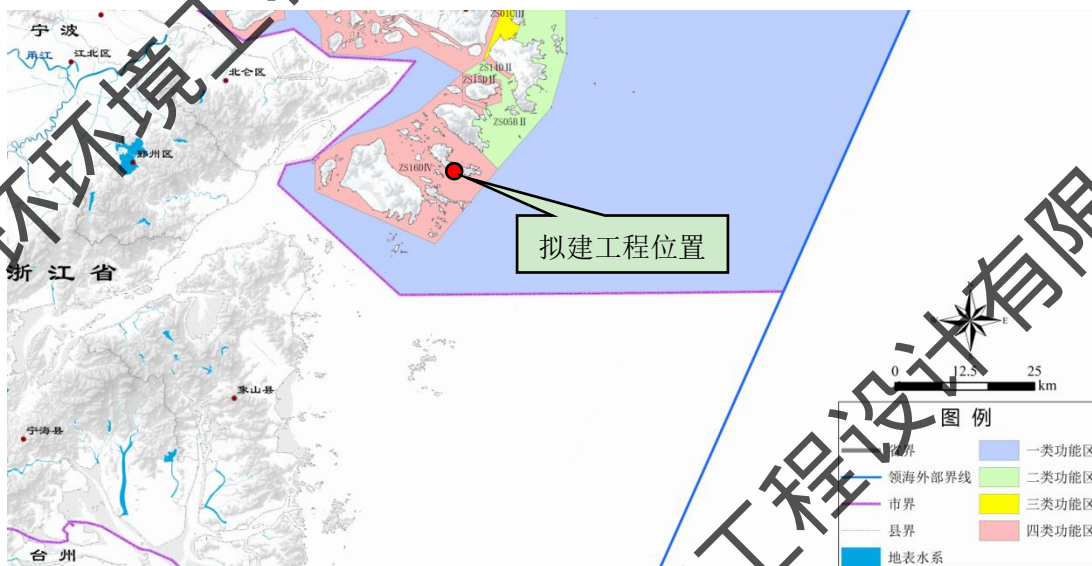 环环境工
工程设计有限
宁波
甬江
江北区
北仑区
鄞州区
ZS01CIII
ZS14DⅡ
ZS15DⅡ
ZS05BⅡ
ZS16DIV
拟建工程位置
浙江省
象山县
宁海县
台州
E
0 12.5 25
km
图例
省界
一类功能区
领海外部界线
二类功能区
市界
三类功能区
县界
四类功能区
地表水系